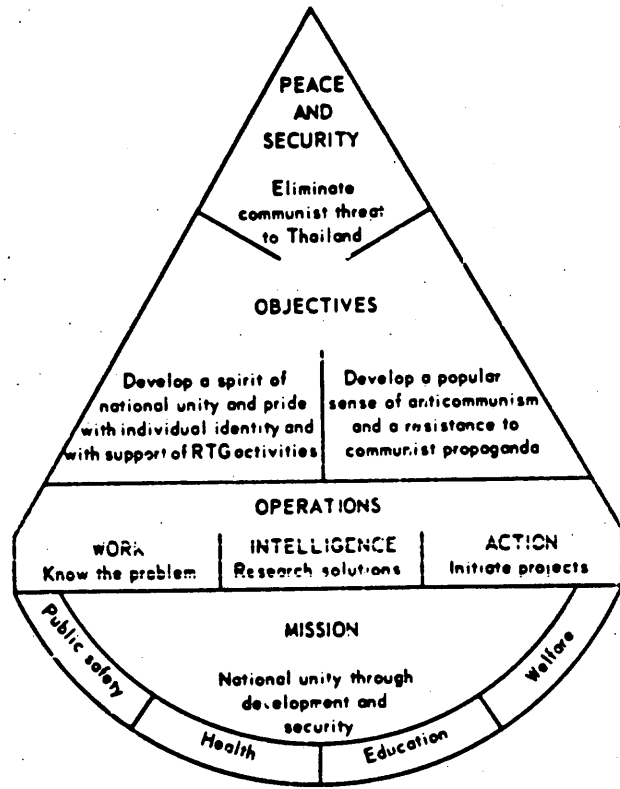 PEACE
AND
SECURITY
Eliminate
communist threat
to Thailand
OBJECTIVES
Develop a spirit of
national unity and pride
with individual identity and
with support of RTG activities
Develop a popular
sense of anticommunism
and a resistance to
communist propaganda
OPERATIONS
WORK
Know the problem
INTELLIGENCE
Research solutions
ACTION
Initiate projects
MISSION
National unity through
development and
security
Public safety
Health
Education
Welfare